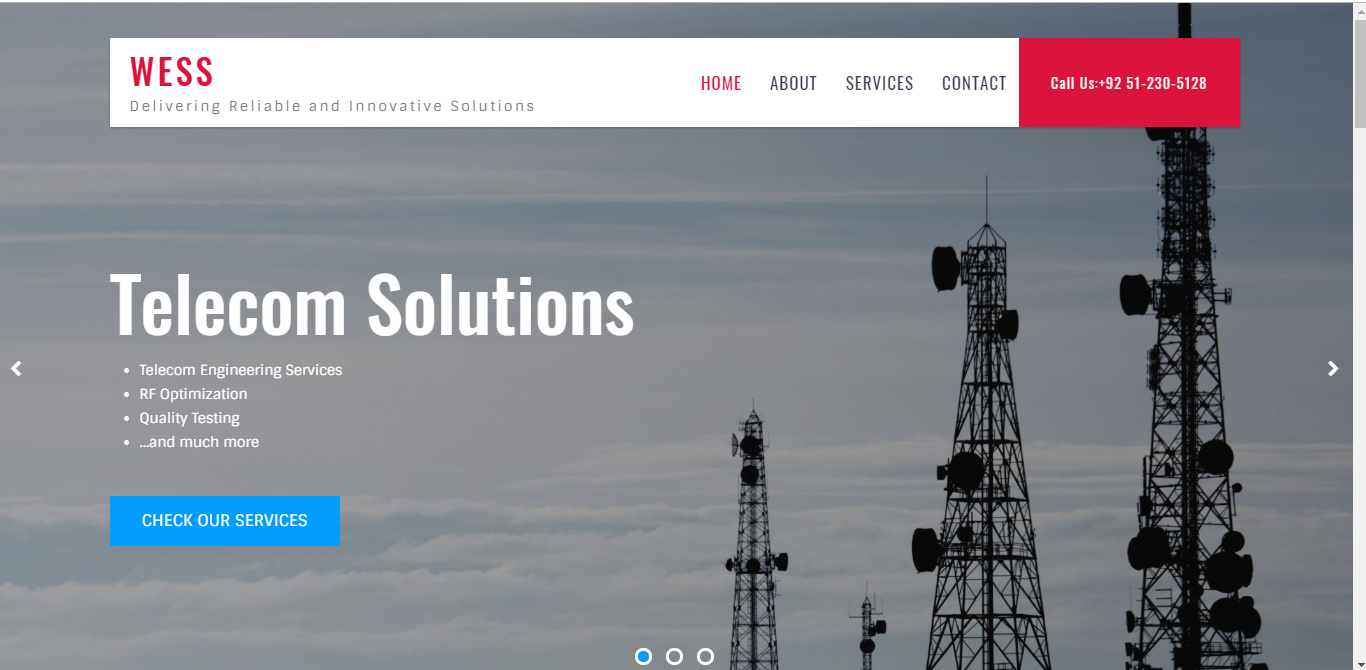 WESS
Delivering Reliable and Innovative Solutions
HOME ABOUT SERVICES CONTACT
Call Us:+92 51-230-5128
Telecom Solutions
Telecom Engineering Services
RF Optimization
Quality Testing
...and much more
CHECK OUR SERVICES